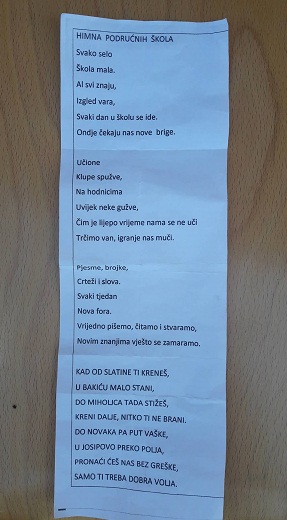 HIMNA PODRUČNIH ŠKOLA
Svako selo
Škola mala.
Al svi znaju,
Izgled vara,
Svaki dan u školu se ide.
Ondje čekaju nas nove brige.
Učione
Klupe spužve,
Na hodnicima
Uvijek neke gužve,
Čim je lijepo vrijeme nama se ne uči
Trčimo van, igranje nas muči.
Pjesme, brojke,
Crteži i slova.
Svaki tjedan
Nova fora.
Vrijedno pišemo, čitamo i stvaramo,
Novim znanjima vješto se zamaramo.
KAD OD SLATINE TI KRENEŠ,
U BAKIĆU MALO STANI,
DO MIHOLJCA TADA STIŽEŠ,
KRENI DALJE, NITKO TI NE BRANI.
DO NOVAKA PA PUT VAŠKE,
U JOSIPOVO PREKO POLJA,
PRONAĆI ĆEŠ NAS BEZ GREŠKE,
SAMO TI TREBA DOBRA VOLJA.